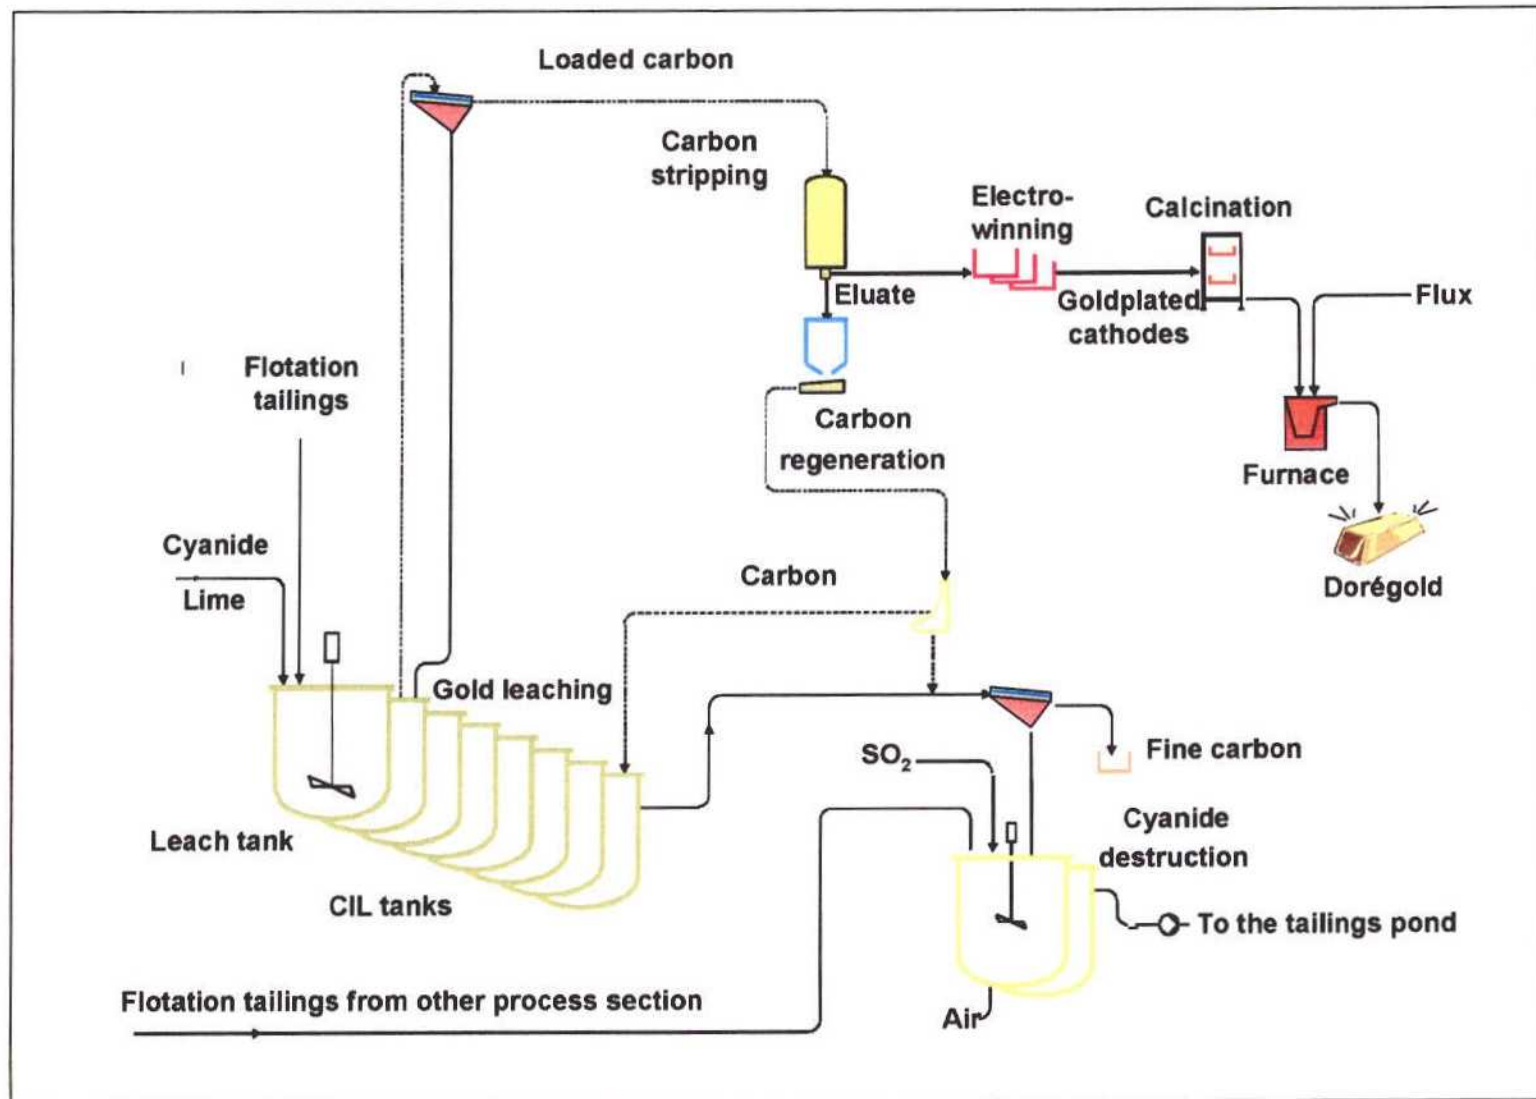 Loaded carbon
Carbon
stripping
Electro-
winning
Calcination
Eluate
Goldplated
cathodes
Flux
Flotation
tailings
Carbon
regeneration
Furnace
Cyanide
Lime
Carbon
Dorégold
Gold leaching
SO₂
Fine carbon
Leach tank
Cyanide
destruction
CIL tanks
To the tailings pond
Flotation tailings from other process section
Air